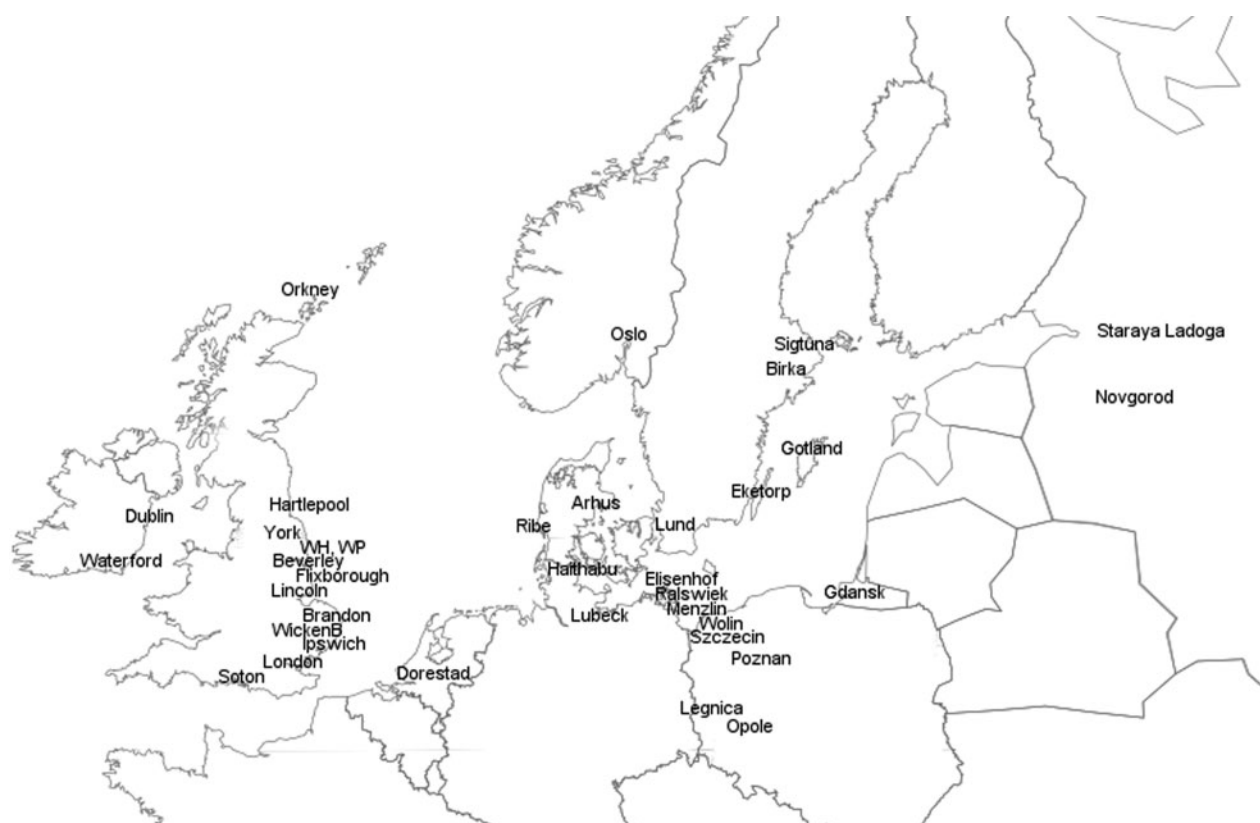 Orkney
Oslo
Staraya Ladoga
Sigtuna
Birka
Novgorod
Gotland
Eketorp
Hartlepool
Arhus
Dublin
Ribe
Lund
York
WH, WP
Waterford
Beverley
Haithabu
Flixborough
Elisenhof
Lincoln
Ralswiek
Gdansk
Menzlin
Brandon
Lubeck
Wolin
WickenB
Szczecin
Ipswich
London
Poznan
Soton
Dorestad
Legnica
Opole